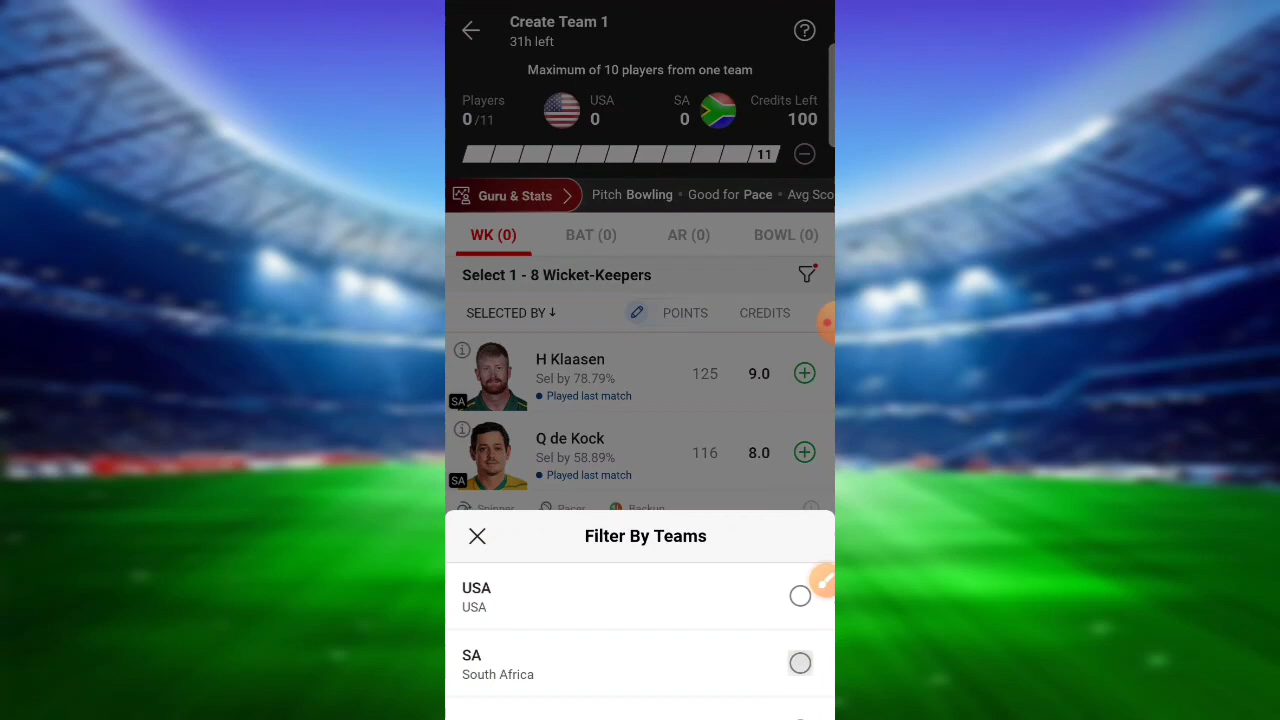 Create Team 1
31h left
Maximum of 10 players from one team
Players USA SA Credits Left
0/11 0 0 100
11
Guru & Stats Pitch Bowling • Good for Pace • Avg Sco
WK (0) BAT (0) AR (0) BOWL (0)
Select 1 - 8 Wicket-Keepers
SELECTED BY ↓ POINTS CREDITS
H Klaasen
Sel by 78.79% 125 9.0
SA Played last match
Q de Kock
Sel by 58.89% 116 8.0
SA Played last match
Spinner Pacer Backup
Filter By Teams
USA
USA
SA
South Africa